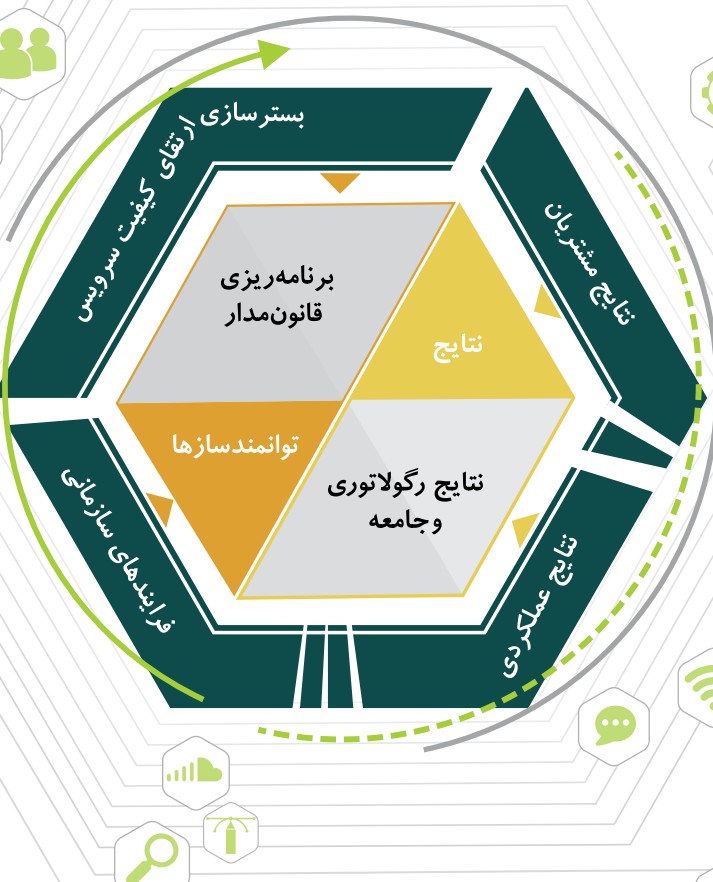 بسترسازی ارتقای کیفیت سرویس
نتایج مشتریان
برنامه‌ریزی
قانون‌مدار
نتایج
توانمندسازها
نتایج رگولاتوری
وجامعه
فرایندهای سازمانی
نتایج عملکردی